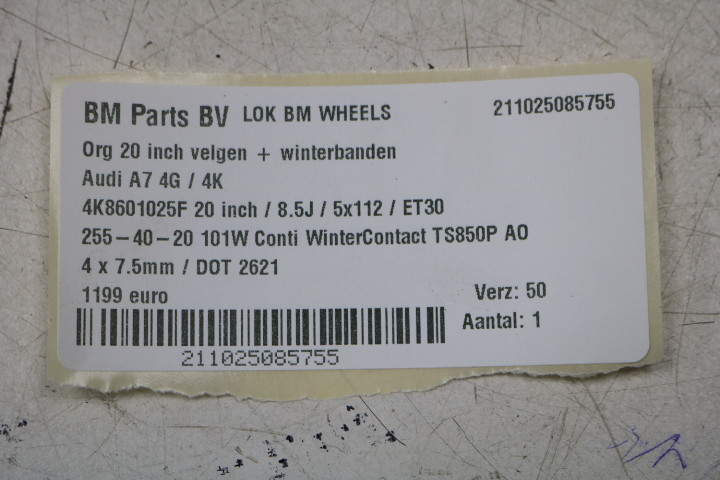 BM Parts BV LOK BM WHEELS 211025085755
Org 20 inch velgen + winterbanden
Audi A7 4G / 4K
4K8601025F 20 inch / 8.5J / 5x112 / ET30
255-40-20 101W Conti WinterContact TS850P AO
4 x 7.5mm / DOT 2621
1199 euro Verz: 50
Aantal: 1
211025085755